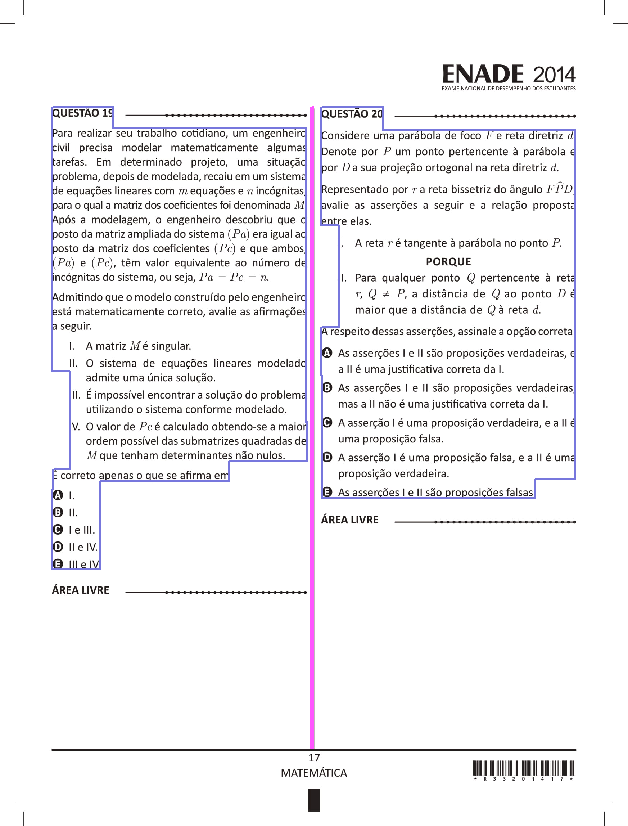 ENADE 2014
EXAME NACIONAL DE DESEMPENHO DOS ESTUDANTES
QUESTÃO 19
Para realizar seu trabalho cotidiano, um engenheiro
civil precisa modelar matematicamente algumas
tarefas. Em determinado projeto, uma situação
problema, depois de modelada, recaiu em um sistema
de equações lineares com m equações e n incógnitas,
para o qual a matriz dos coeficientes foi denominada M
Após a modelagem, o engenheiro descobriu que o
posto da matriz ampliada do sistema (Pa) era igual ao
posto da matriz dos coeficientes (Pc) e que ambos,
(Pa) e (Pc), têm valor equivalente ao número de
incógnitas do sistema, ou seja, Pa = Pc = n.
Admitindo que o modelo construído pelo engenheiro
está matematicamente correto, avalie as afirmações
a seguir.
I. A matriz M é singular.
II. O sistema de equações lineares modelado
admite uma única solução.
II. É impossível encontrar a solução do problema
utilizando o sistema conforme modelado.
V. O valor de Pc é calculado obtendo-se a maior
ordem possível das submatrizes quadradas de
M que tenham determinantes não nulos.
É correto apenas o que se afirma em
A I.
B II.
C I e III.
D II e IV.
E III e IV
ÁREA LIVRE
QUESTÃO 20
Considere uma parábola de foco F e reta diretriz d
Denote por P um ponto pertencente à parábola e
por D a sua projeção ortogonal na reta diretriz d.
Representado por r a reta bissetriz do ângulo FP̂D,
avalie as asserções a seguir e a relação proposta
entre elas.
. A reta r é tangente à parábola no ponto P.
PORQUE
I. Para qualquer ponto Q pertencente à reta
r, Q ≠ P, a distância de Q ao ponto D é
maior que a distância de Q à reta d.
A respeito dessas asserções, assinale a opção correta
A As asserções I e II são proposições verdadeiras, e
a II é uma justificativa correta da I.
B As asserções I e II são proposições verdadeiras,
mas a II não é uma justificativa correta da I.
C A asserção I é uma proposição verdadeira, e a II é
uma proposição falsa.
D A asserção I é uma proposição falsa, e a II é uma
proposição verdadeira.
E As asserções I e II são proposições falsas
ÁREA LIVRE
17
MATEMÁTICA